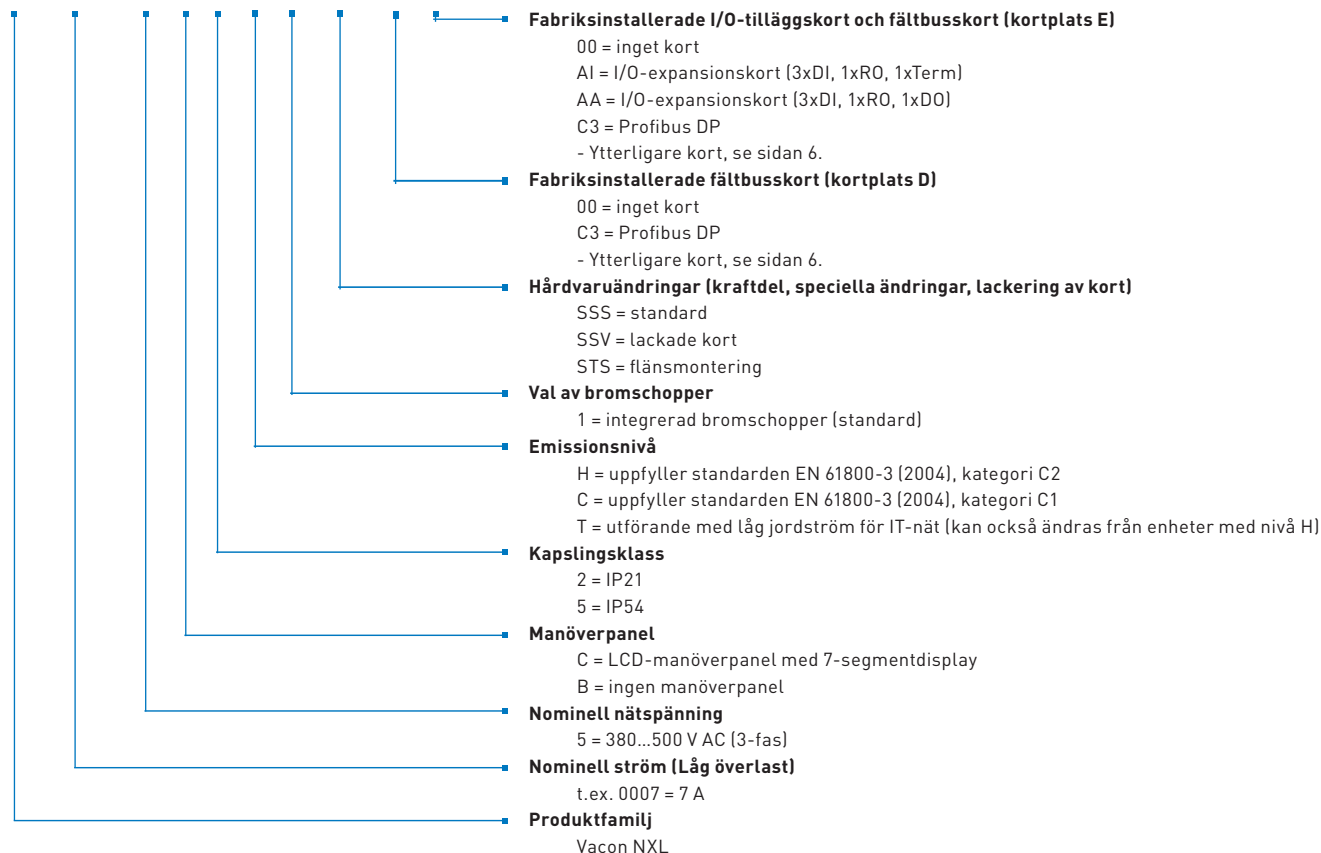 Fabriksinstallerade I/O-tilläggskort och fältbusskort (kortplats E)
00 = inget kort
AI = I/O-expansionskort (3xDI, 1xRO, 1xTerm)
AA = I/O-expansionskort (3xDI, 1xRO, 1xDO)
C3 = Profibus DP
- Ytterligare kort, se sidan 6.
Fabriksinstallerade fältbusskort (kortplats D)
00 = inget kort
C3 = Profibus DP
- Ytterligare kort, se sidan 6.
Hårdvaruändringar (kraftdel, speciella ändringar, lackering av kort)
SSS = standard
SSV = lackade kort
STS = flänsmontering
Val av bromschopper
1 = integrerad bromschopper (standard)
Emissionsnivå
H = uppfyller standarden EN 61800-3 (2004), kategori C2
C = uppfyller standarden EN 61800-3 (2004), kategori C1
T = utförande med låg jordström för IT-nät (kan också ändras från enheter med nivå H)
Kapslingsklass
2 = IP21
5 = IP54
Manöverpanel
C = LCD-manöverpanel med 7-segmentdisplay
B = ingen manöverpanel
Nominell nätspänning
5 = 380...500 V AC (3-fas)
Nominell ström (Låg överlast)
t.ex. 0007 = 7 A
Produktfamilj
Vacon NXL